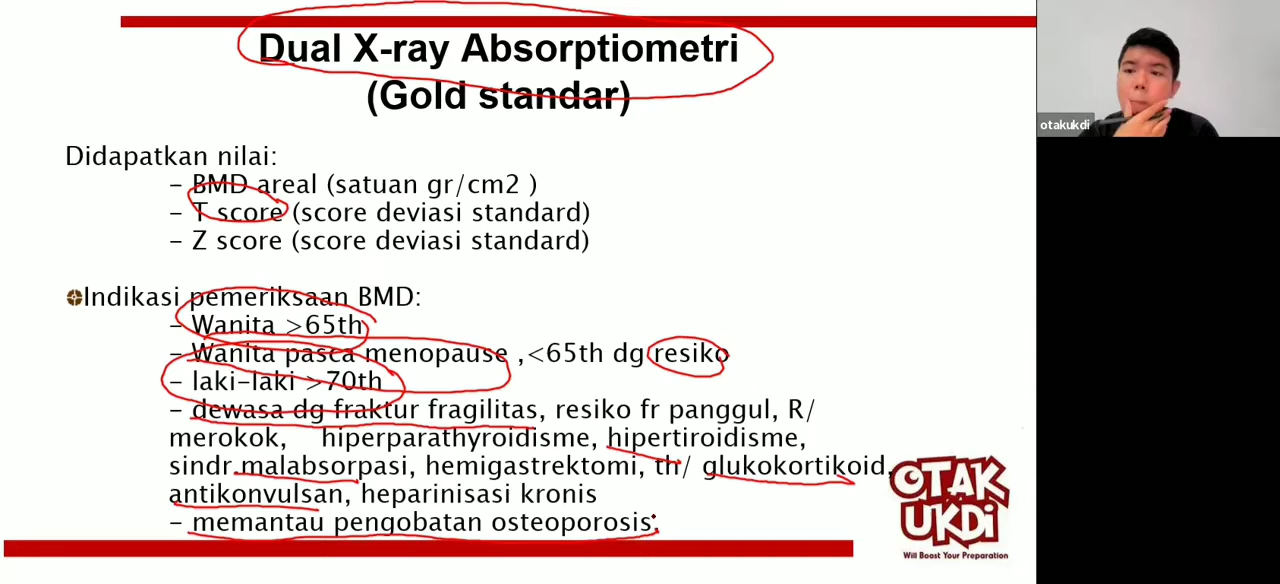 Dual X-ray Absorptiometri
(Gold standar)
Didapatkan nilai:
– BMD areal (satuan gr/cm2 )
– T score (score deviasi standard)
– Z score (score deviasi standard)
Indikasi pemeriksaan BMD:
– Wanita >65th
– Wanita pasca menopause ,<65th dg resiko
– laki-laki >70th
– dewasa dg fraktur fragilitas, resiko fr panggul, R/
merokok, hiperparathyroidisme, hipertiroidisme,
sindr malabsorpasi, hemigastrektomi, th/ glukokortikoid,
antikonvulsan, heparinisasi kronis
– memantau pengobatan osteoporosis.
OTAK
UKDi
Will Boost Your Preparation
otakukdi